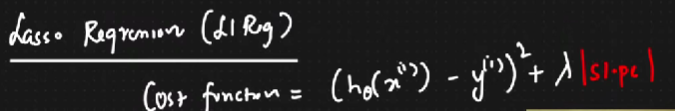 Lasso Regression (L1 Reg)
Cost function = (hθ(x⁽ⁱ⁾) - y⁽ⁱ⁾)² + λ |slope|